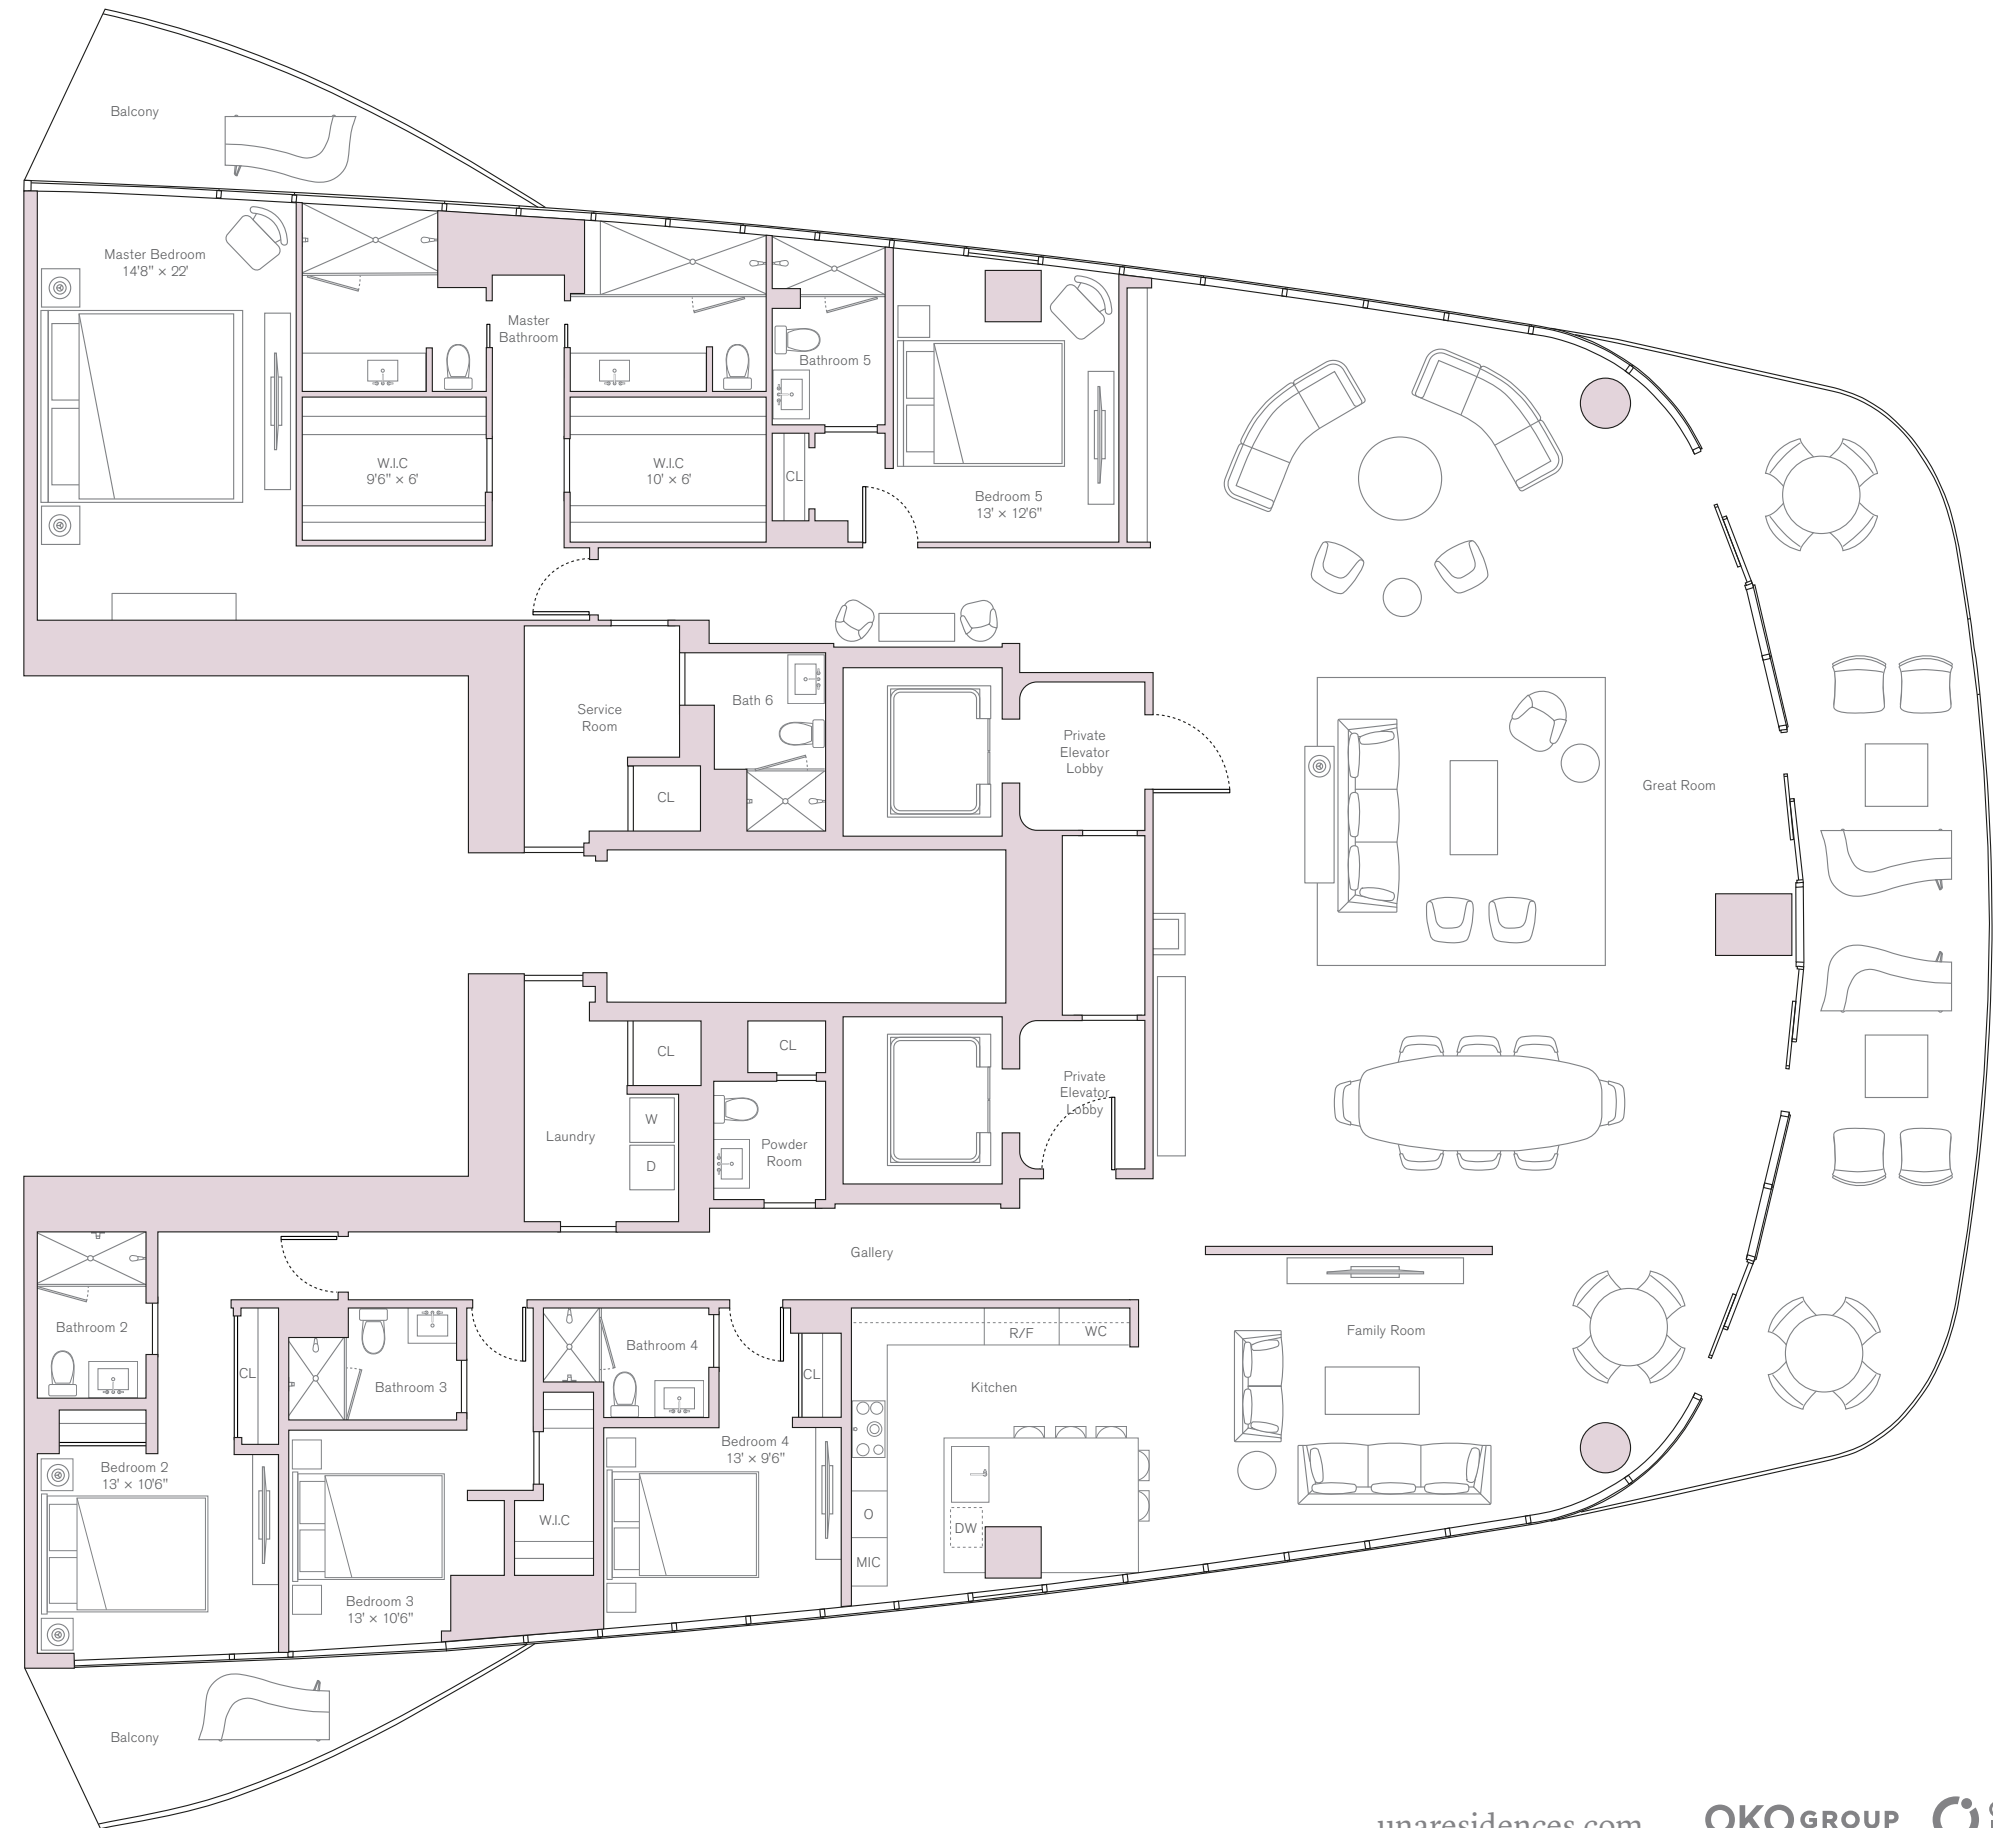 Balcony
Master Bedroom
14'8" × 22'
Master
Bathroom
Bathroom 5
W.I.C
9'6" × 6'
W.I.C
10' × 6'
CL
Bedroom 5
13' × 12'6"
Service
Room
Bath 6
CL
Private
Elevator
Lobby
Great Room
CL
CL
Private
Elevator
Lobby
W
Laundry
D
Powder
Room
Gallery
Bathroom 2
CL
Bathroom 3
Bathroom 4
CL
R/F
WC
Kitchen
Family Room
Bedroom 2
13' × 10'6"
Bedroom 4
13' × 9'6"
W.I.C
O
DW
MIC
Bedroom 3
13' × 10'6"
Balcony
unaresidences.com
OKO GROUP